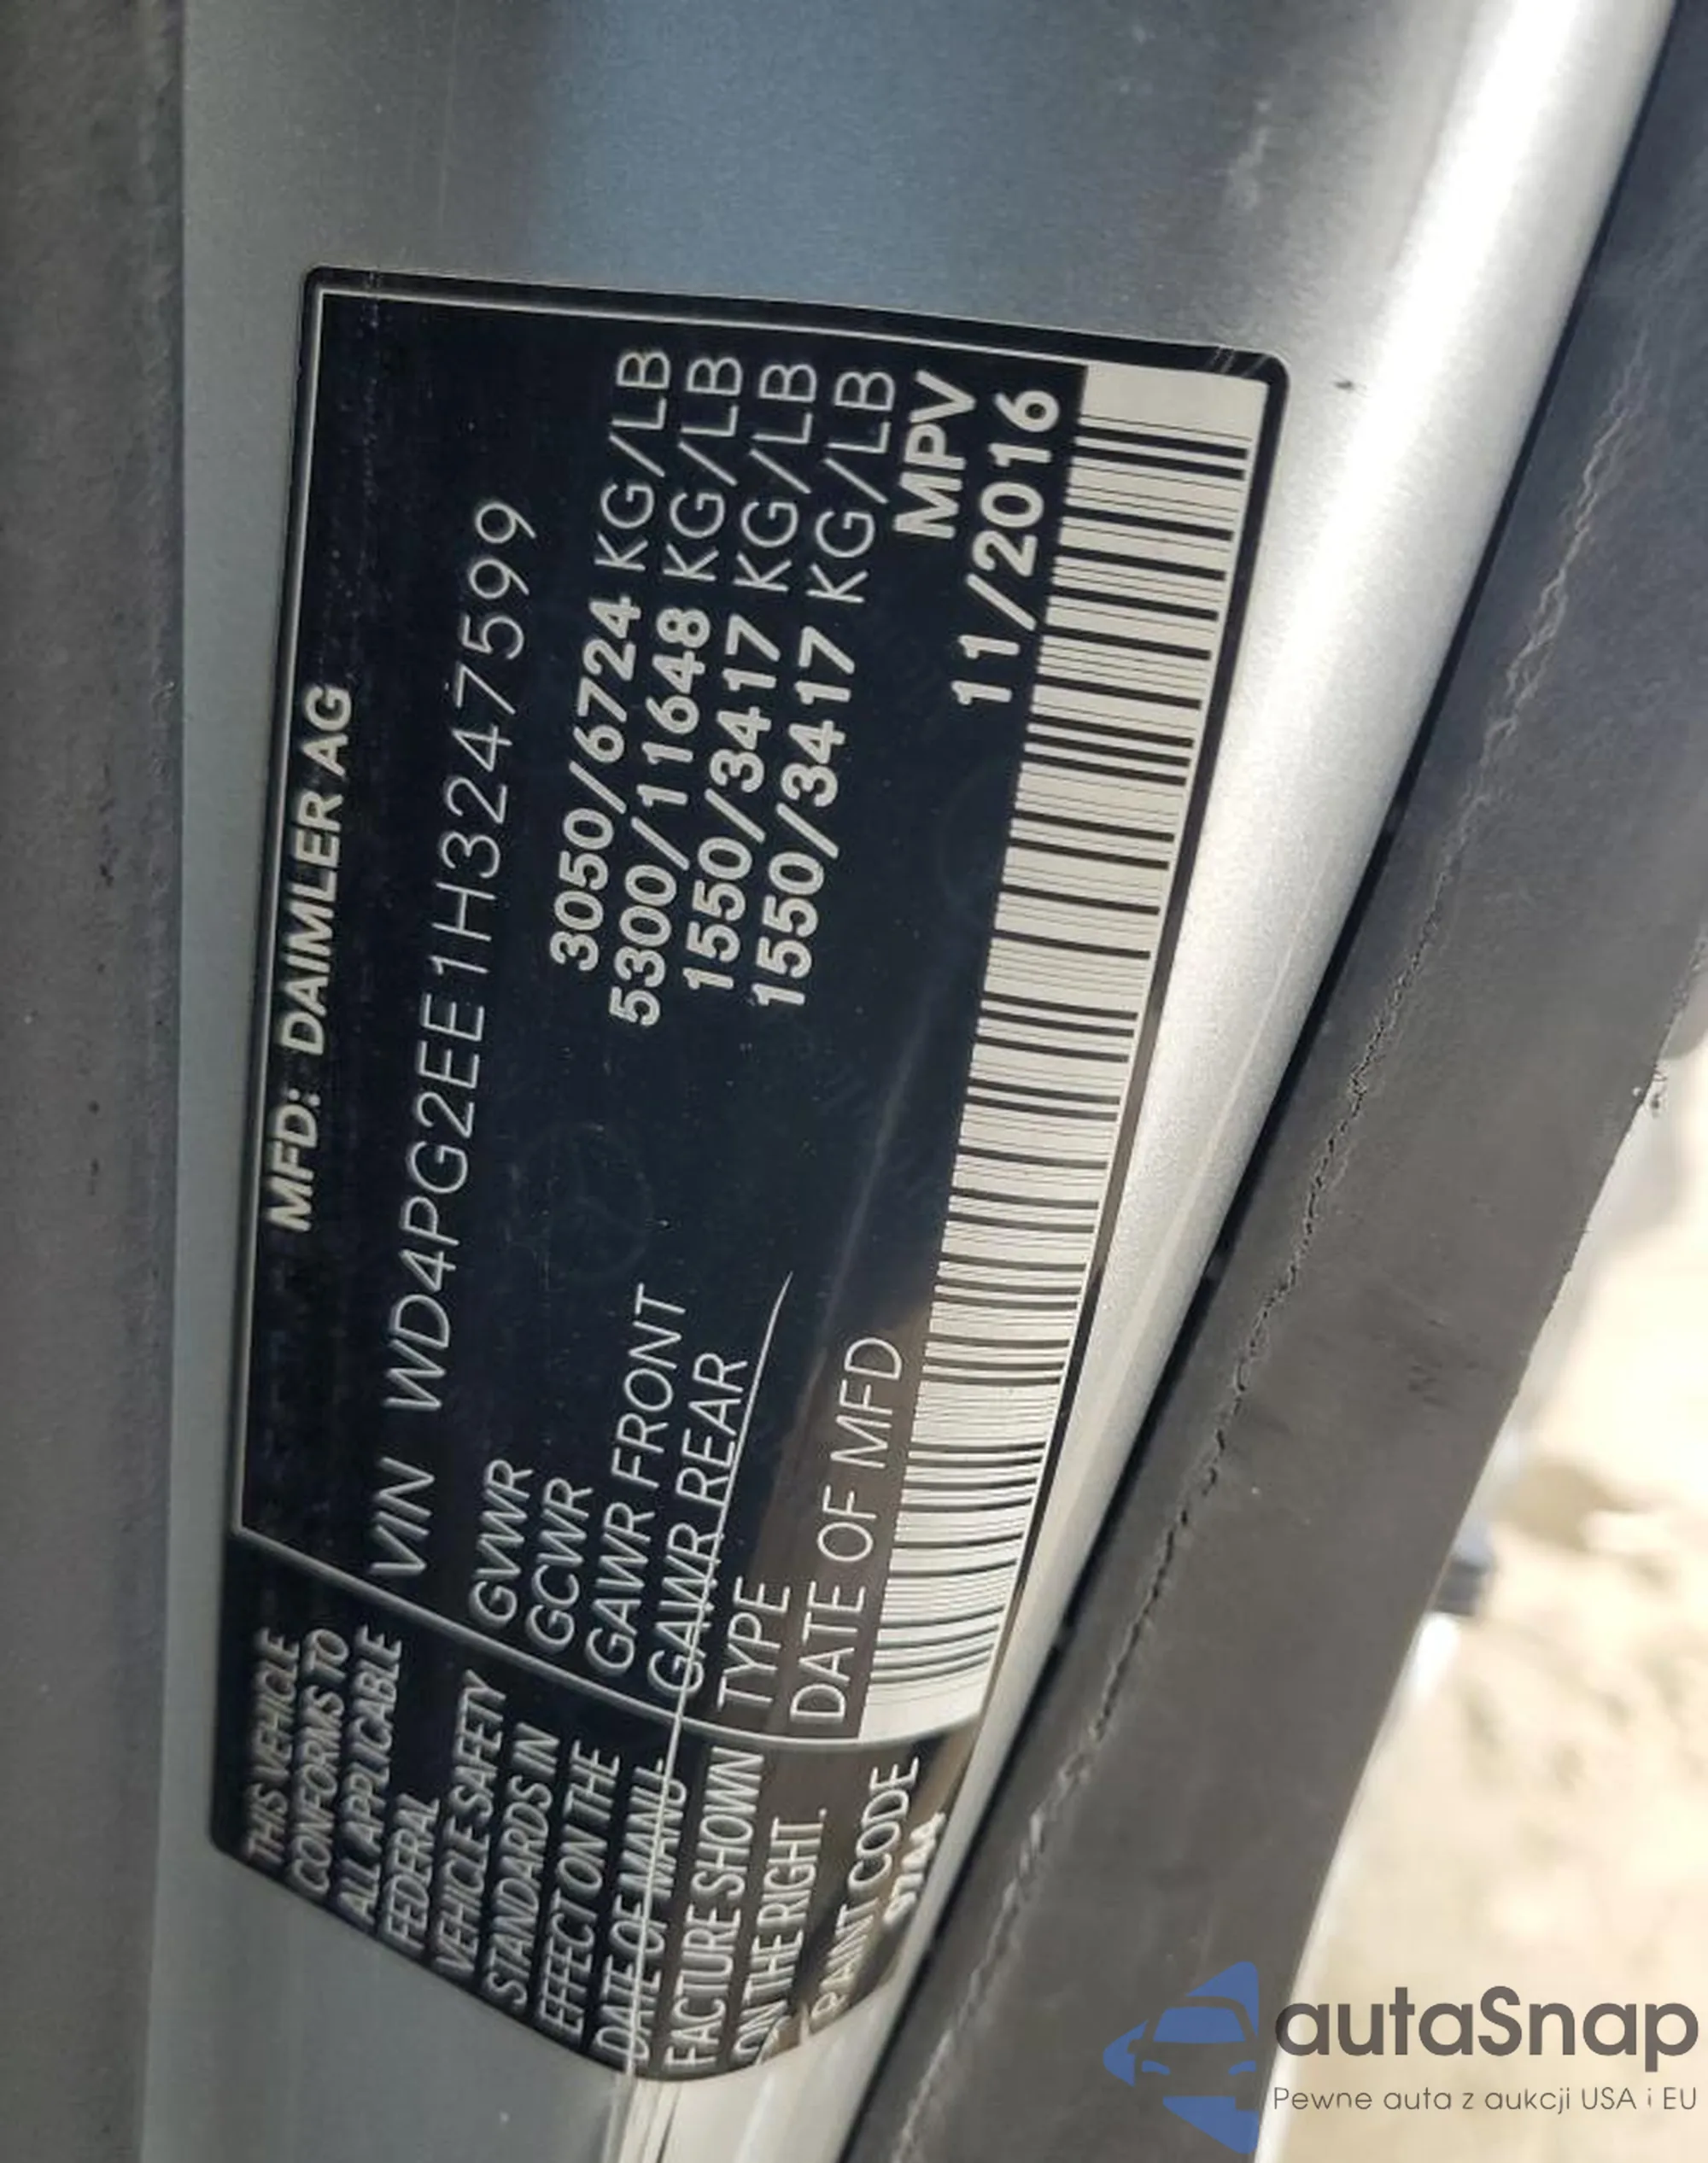 MFD: DAIMLER AG
VIN WD4PG2EE1H3247599
GVWR 3050/6724 KG/LB
GCWR 5300/11648 KG/LB
GAWR FRONT 1550/3417 KG/LB
GAWR REAR 1550/3417 KG/LB
TYPE MPV
DATE OF MFD 11/2016
THIS VEHICLE
CONFORMS TO
ALL APPLICABLE
FEDERAL
VEHICLE SAFETY
STANDARDS IN
EFFECT ON THE
DATE OF MANU-
FACTURE SHOWN
ON THE RIGHT.
PAINT CODE
autaSnap
Pewne auta z aukcji USA i EU